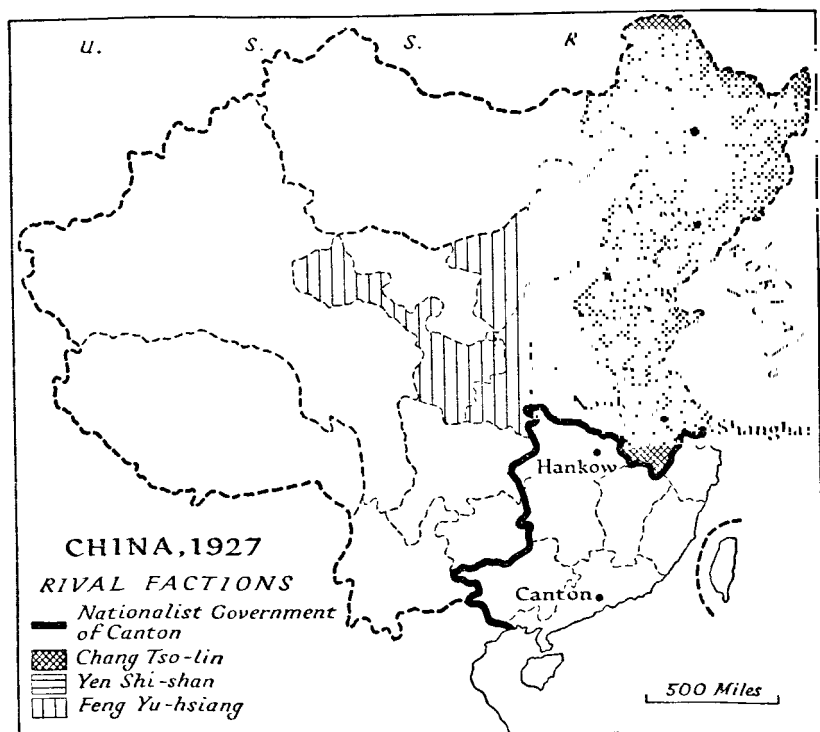 U. S. S. R
Shanghai
Hankow
CHINA, 1927
RIVAL FACTIONS
Canton
Nationalist Government
of Canton
Chang Tso-lin
Yen Shi-shan
Feng Yu-hsiang
500 Miles